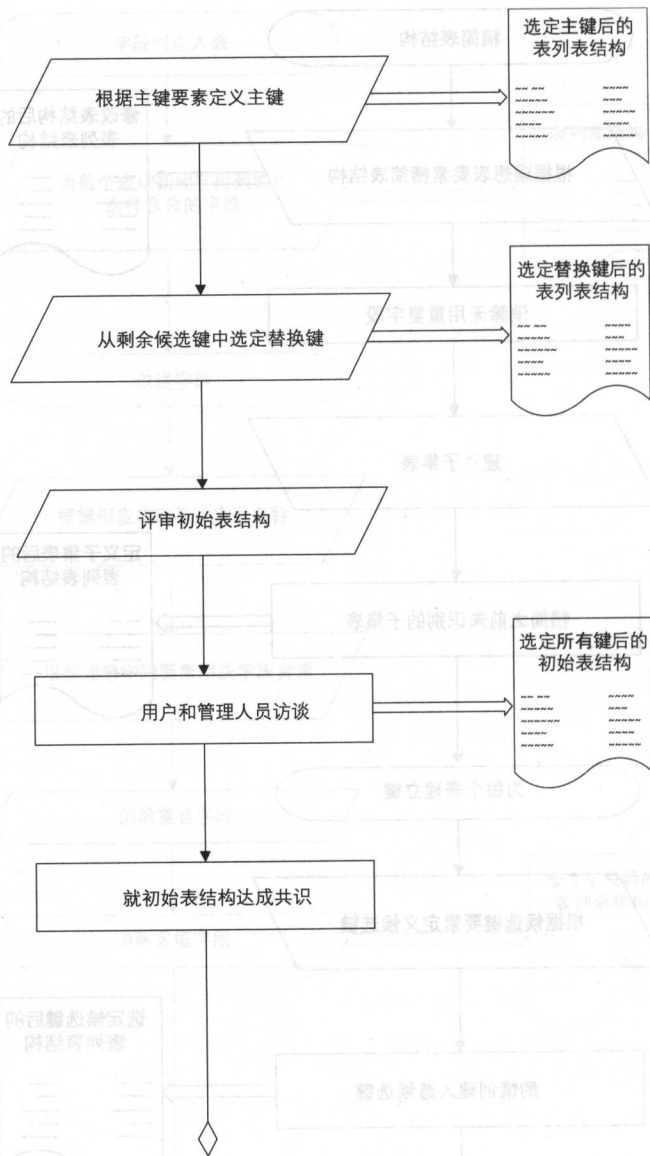 选定主键后的
表列表结构
根据主键要素定义主键
选定替换键后的
表列表结构
从剩余候选键中选定替换键
评审初始表结构
选定所有键后的
初始表结构
用户和管理人员访谈
就初始表结构达成共识